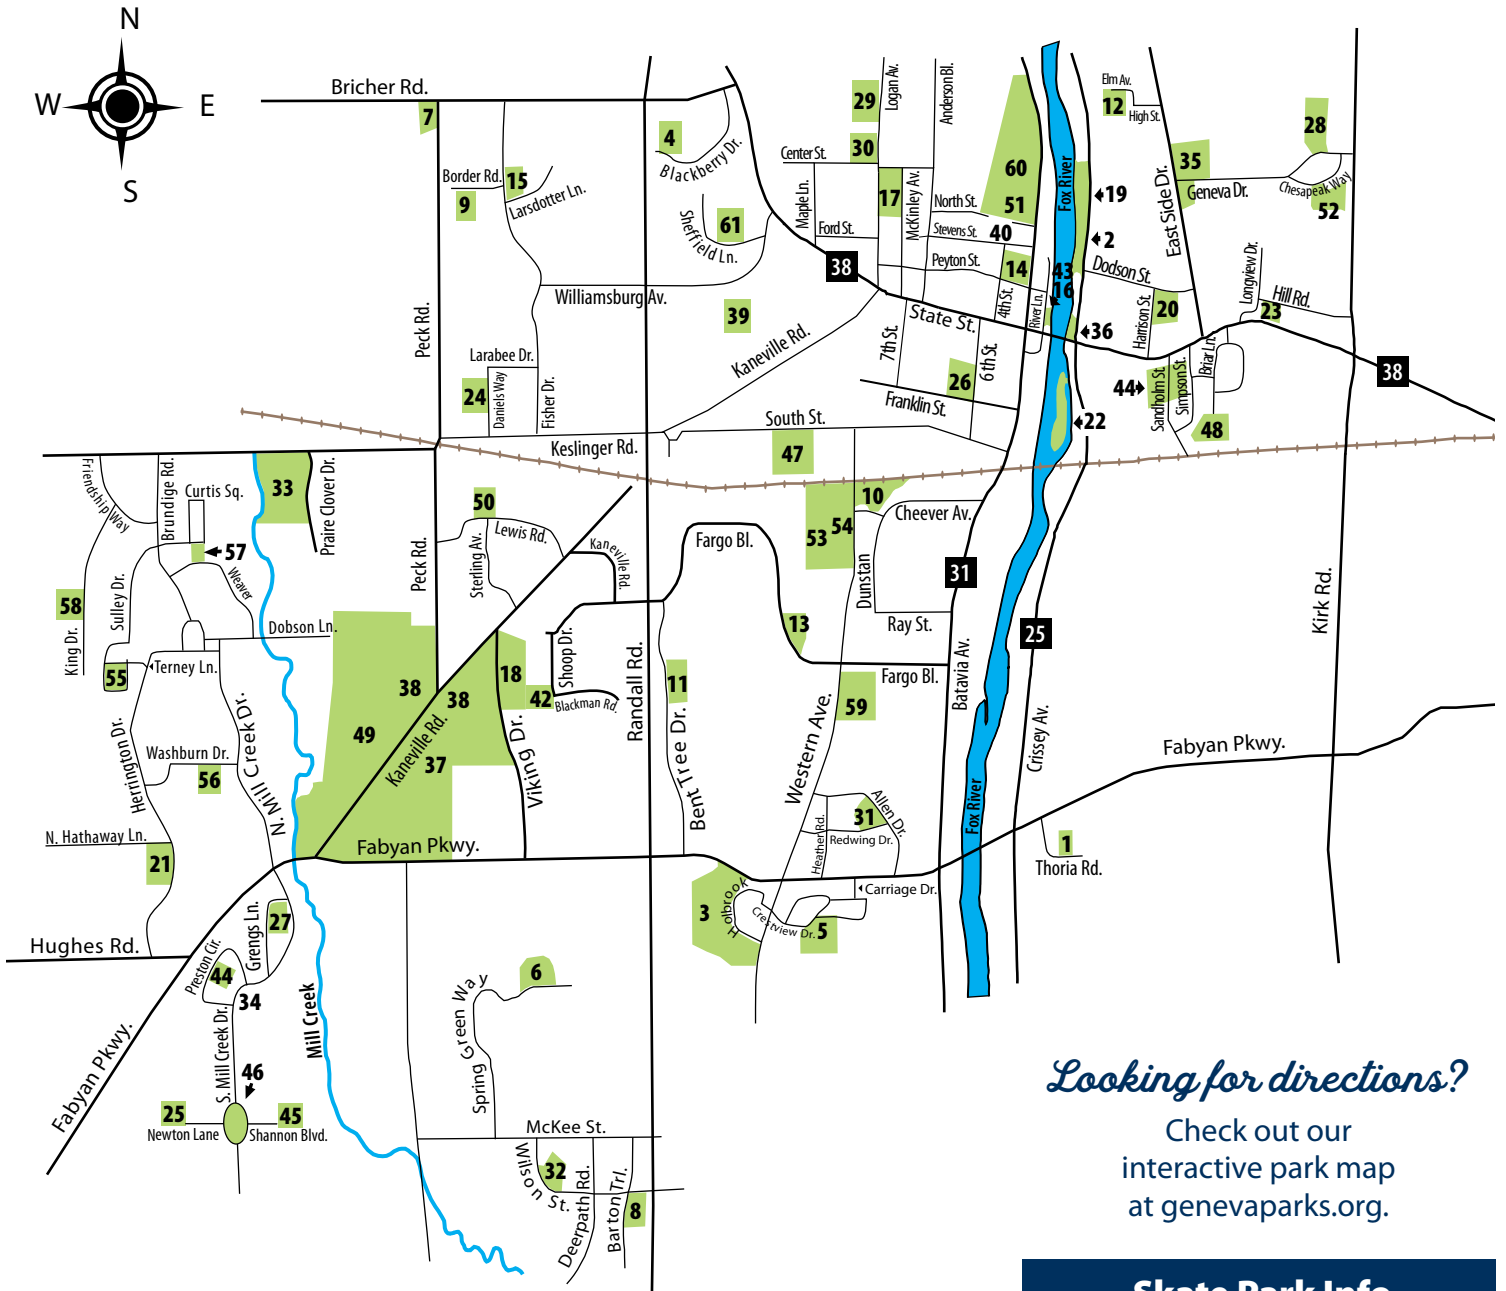 N
W
E
S
Bricher Rd.
7
4
Blackberry Dr.
29
Logan Av.
Anderson Bl.
Elm Av.
12
High St.
28
Center St.
30
60
Fox River
35
East Side Dr.
Geneva Dr.
Chesapeak Way
52
Border Rd.
15
9
Larsdotter Ln.
Maple Ln.
17
McKinley Av.
North St.
51
19
Sheffield Ln.
61
Ford St.
Stevens St.
40
2
38
Peyton St.
14
43
16
Dodson St.
Longview Dr.
Hill Rd.
Williamsburg Av.
39
4th St.
River Ln.
Harrison St.
20
23
Peck Rd.
Kaneville Rd.
State St.
36
7th St.
6th St.
Larabee Dr.
24
Daniels Way
Fisher Dr.
26
Franklin St.
44
Sandholm St.
Simpson St.
Briar Ln.
38
South St.
22
48
Keslinger Rd.
47
Friendship Way
Brundige Rd.
Curtis Sq.
33
Praire Clover Dr.
50
Lewis Rd.
Sterling Av.
Kaneville Rd.
Fargo Bl.
10
53
54
Cheever Av.
57
Weaver
Peck Rd.
31
Dunstan
58
King Dr.
Sulley Dr.
Dobson Ln.
Ray St.
25
Kirk Rd.
13
Terney Ln.
55
Shoop Dr.
18
42
Blackman Rd.
Randall Rd.
11
Bent Tree Dr.
Fargo Bl.
Batavia Av.
38
38
49
37
Kaneville Rd.
Viking Dr.
59
Western Ave.
Crissey Av.
Fabyan Pkwy.
Herrington Dr.
Washburn Dr.
56
N. Mill Creek Dr.
Fox River
31
Allen Dr.
Heather Rd.
Redwing Dr.
N. Hathaway Ln.
21
Fabyan Pkwy.
1
Thoria Rd.
Carriage Dr.
3
Holbrook
Crestview Dr.
5
Hughes Rd.
27
Grengs Ln.
Preston Cir.
44
34
6
Spring Green Way
Mill Creek
S. Mill Creek Dr.
46
Fabyan Pkwy.
25
45
Newton Lane
Shannon Blvd.
McKee St.
Wilson St.
32
Deerpath Rd.
Barton Trl.
8
Looking for directions?
Check out our
interactive park map
at genevaparks.org.
Skate Park Info